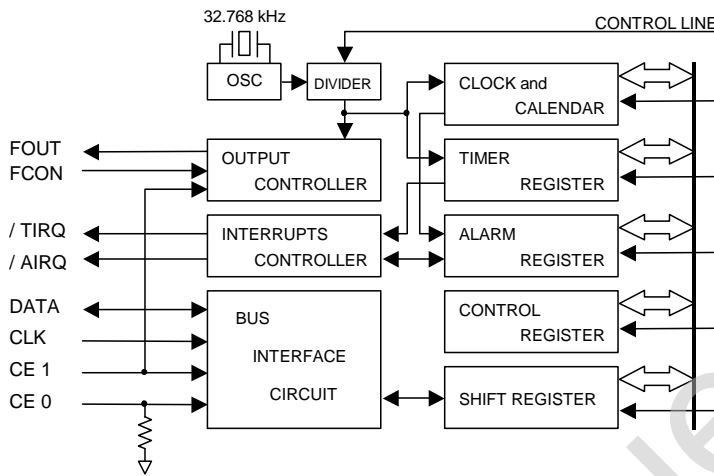 32.768 kHz
CONTROL LINE
OSC
DIVIDER
CLOCK and
CALENDAR
FOUT
FCON
OUTPUT
CONTROLLER
TIMER
REGISTER
/ TIRQ
/ AIRQ
INTERRUPTS
CONTROLLER
ALARM
REGISTER
DATA
CLK
CE 1
CE 0
BUS
INTERFACE
CIRCUIT
CONTROL
REGISTER
SHIFT REGISTER